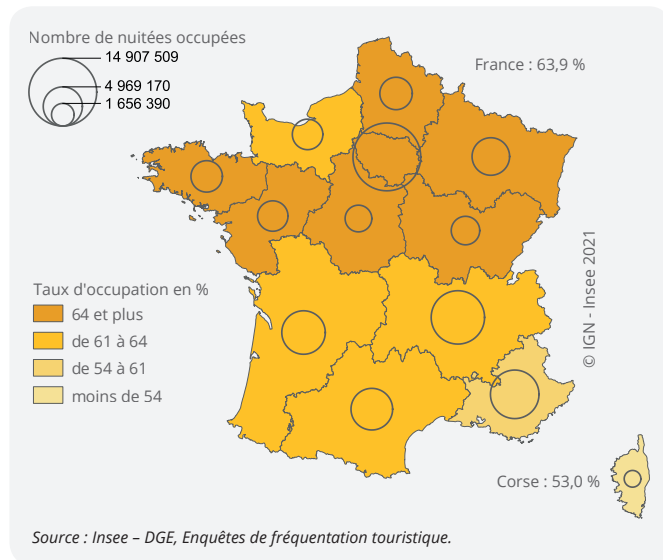 Nombre de nuitées occupées
14 907 509
4 969 170
1 656 390
France : 63,9 %
Taux d'occupation en %
64 et plus
de 61 à 64
de 54 à 61
moins de 54
© IGN - Insee 2021
Corse : 53,0 %
Source : Insee – DGE, Enquêtes de fréquentation touristique.